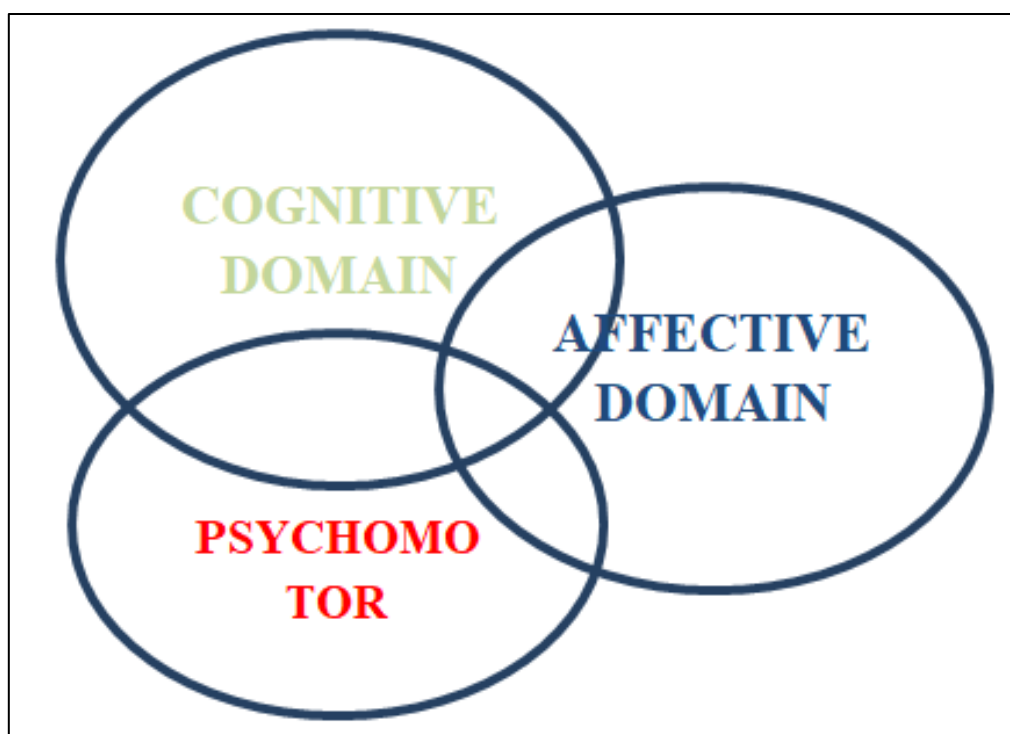 COGNITIVE
DOMAIN
AFFECTIVE
DOMAIN
PSYCHOMO
TOR